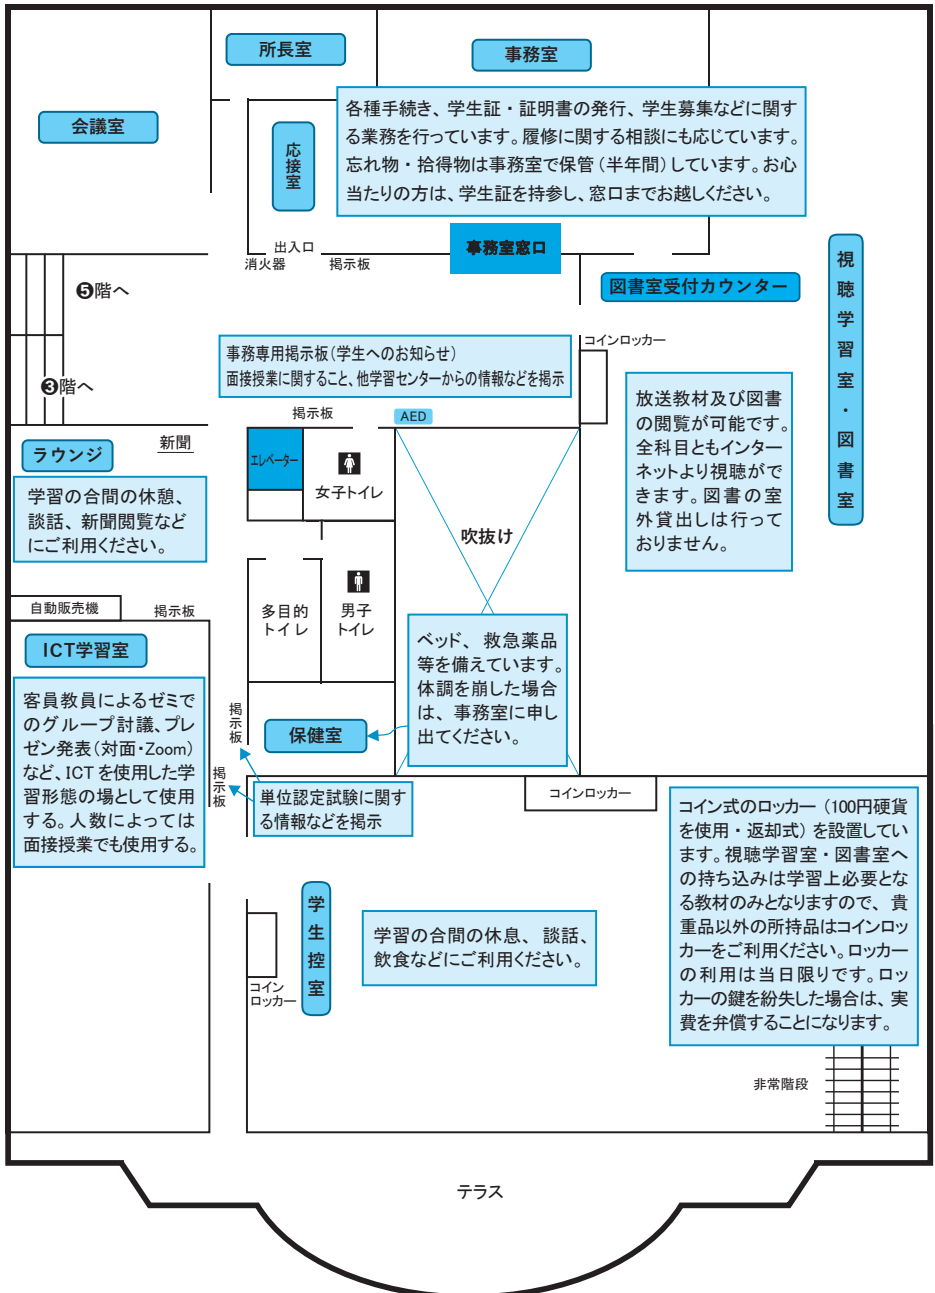 所長室
事務室
会議室
応接室
各種手続き、学生証・証明書の発行、学生募集などに関す
る業務を行っています。履修に関する相談にも応じています。
忘れ物・拾得物は事務室で保管(半年間)しています。お心
当たりの方は、学生証を持参し、窓口までお越しください。
出入口
消火器
掲示板
事務室窓口
視聴学習室・図書室
図書室受付カウンター
❺階へ
❸階へ
事務専用掲示板(学生へのお知らせ)
面接授業に関すること、他学習センターからの情報などを掲示
コインロッカー
掲示板
AED
放送教材及び図書
の閲覧が可能です。
全科目ともインター
ネットより視聴がで
きます。図書の室
外貸出しは行って
おりません。
新聞
ラウンジ
学習の合間の休憩、
談話、新聞閲覧など
にご利用ください。
エレベーター
女子トイレ
吹抜け
自動販売機
掲示板
多目的
トイレ
男子
トイレ
ICT学習室
客員教員によるゼミで
のグループ討議、プレ
ゼン発表(対面・Zoom)
など、ICTを使用した学
習形態の場として使用
する。人数によっては
面接授業でも使用する。
ベッド、救急薬品
等を備えています。
体調を崩した場合
は、事務室に申し
出てください。
掲示板
保健室
掲示板
単位認定試験に関す
る情報などを掲示
コインロッカー
コイン式のロッカー(100円硬貨
を使用・返却式)を設置してい
ます。視聴学習室・図書室へ
の持ち込みは学習上必要とな
る教材のみとなりますので、貴
重品以外の所持品はコインロッ
カーをご利用ください。ロッカー
の利用は当日限りです。ロッ
カーの鍵を紛失した場合は、実
費を弁償することになります。
学生控室
学習の合間の休息、談話、
飲食などにご利用ください。
コイン
ロッカー
非常階段
テラス